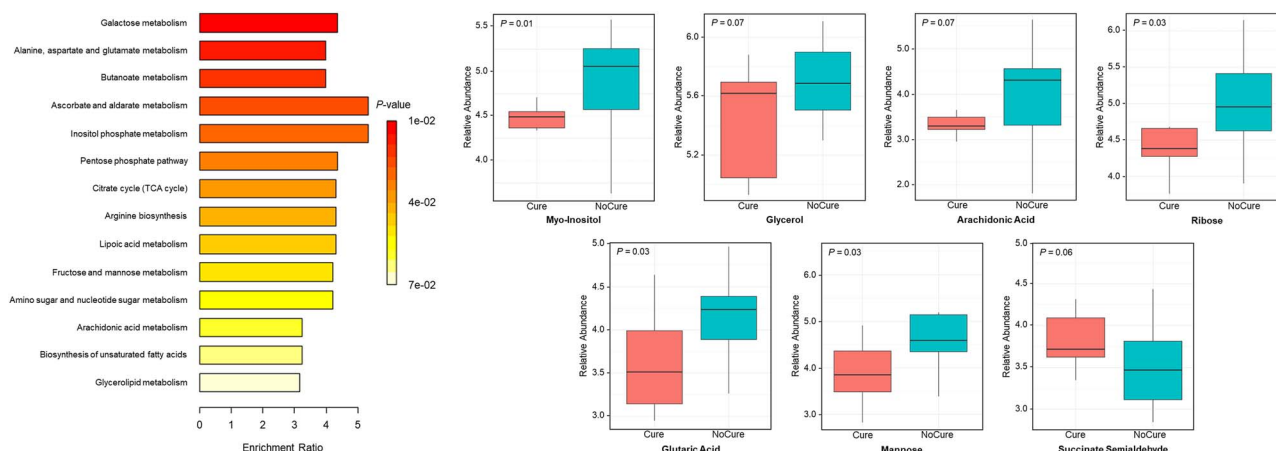 Galactose metabolism
Alanine, aspartate and glutamate metabolism
Butanoate metabolism
Ascorbate and aldarate metabolism
Inositol phosphate metabolism
Pentose phosphate pathway
Citrate cycle (TCA cycle)
Arginine biosynthesis
Lipoic acid metabolism
Fructose and mannose metabolism
Amino sugar and nucleotide sugar metabolism
Arachidonic acid metabolism
Biosynthesis of unsaturated fatty acids
Glycerolipid metabolism
0 1 2 3 4 5
Enrichment Ratio
P-value
1e-02
4e-02
7e-02
P = 0.01
Relative Abundance
5.5
5.0
4.5
4.0
Cure NoCure
Myo-Inositol
P = 0.07
Relative Abundance
6.0
5.6
5.2
Cure NoCure
Glycerol
P = 0.07
Relative Abundance
5.0
4.0
3.0
2.0
Cure NoCure
Arachidonic Acid
P = 0.03
Relative Abundance
6.0
5.5
5.0
4.5
4.0
Cure NoCure
Ribose
P = 0.03
Relative Abundance
5.0
4.5
4.0
3.5
3.0
Cure NoCure
Glutaric Acid
P = 0.03
Relative Abundance
6.0
5.0
4.0
3.0
Cure NoCure
Mannose
P = 0.06
Relative Abundance
5.0
4.5
4.0
3.5
3.0
Cure NoCure
Succinate Semialdehyde